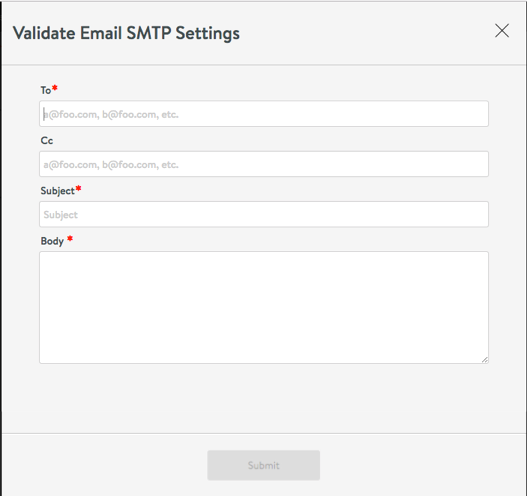 Validate Email SMTP Settings
To*
a@foo.com, b@foo.com, etc.
Cc
a@foo.com, b@foo.com, etc.
Subject*
Subject
Body *
Submit